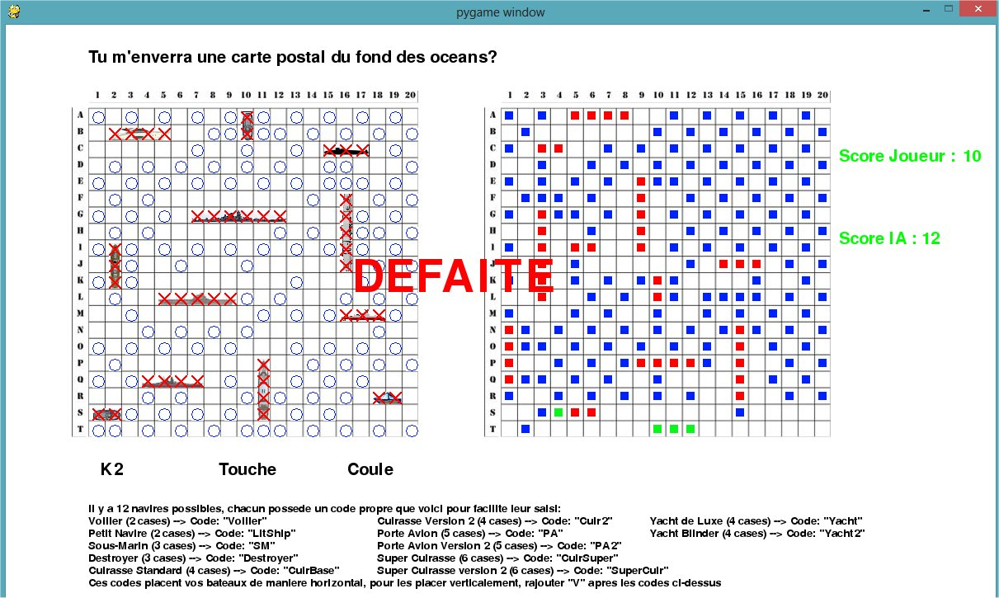 pygame window
Tu m'enverra une carte postal du fond des oceans?
1 2 3 4 5 6 7 8 9 10 11 12 13 14 15 16 17 18 19 20 1 2 3 4 5 6 7 8 9 10 11 12 13 14 15 16 17 18 19 20
A A
B B
C C
Score Joueur : 10
D D
E E
F F
G G
H H
Score IA : 12
I I
J J
DEFAITE
K K
L L
M M
N N
O O
P P
Q Q
R R
S S
T T
K2 Touche Coule
Il y a 12 navires possibles, chacun possede un code propre que voici pour facilite leur saisi:
Voilier (2 cases) --> Code: "Voilier" Cuirasse Version 2 (4 cases) --> Code: "Cuir2" Yacht de Luxe (4 cases) --> Code: "Yacht"
Petit Navire (2 cases) --> Code: "LitShip" Porte Avion (5 cases) --> Code: "PA" Yacht Blinder (4 cases) --> Code: "Yacht2"
Sous-Marin (3 cases) --> Code: "SM" Porte Avion Version 2 (5 cases) --> Code: "PA2"
Destroyer (3 cases) --> Code: "Destroyer" Super Cuirasse (6 cases) --> Code: "CuirSuper"
Cuirasse Standard (4 cases) --> Code: "CuirBase" Super Cuirasse version 2 (6 cases) --> Code: "SuperCuir"
Ces codes placent vos bateaux de maniere horizontal, pour les placer verticalement, rajouter "V" apres les codes ci-dessus